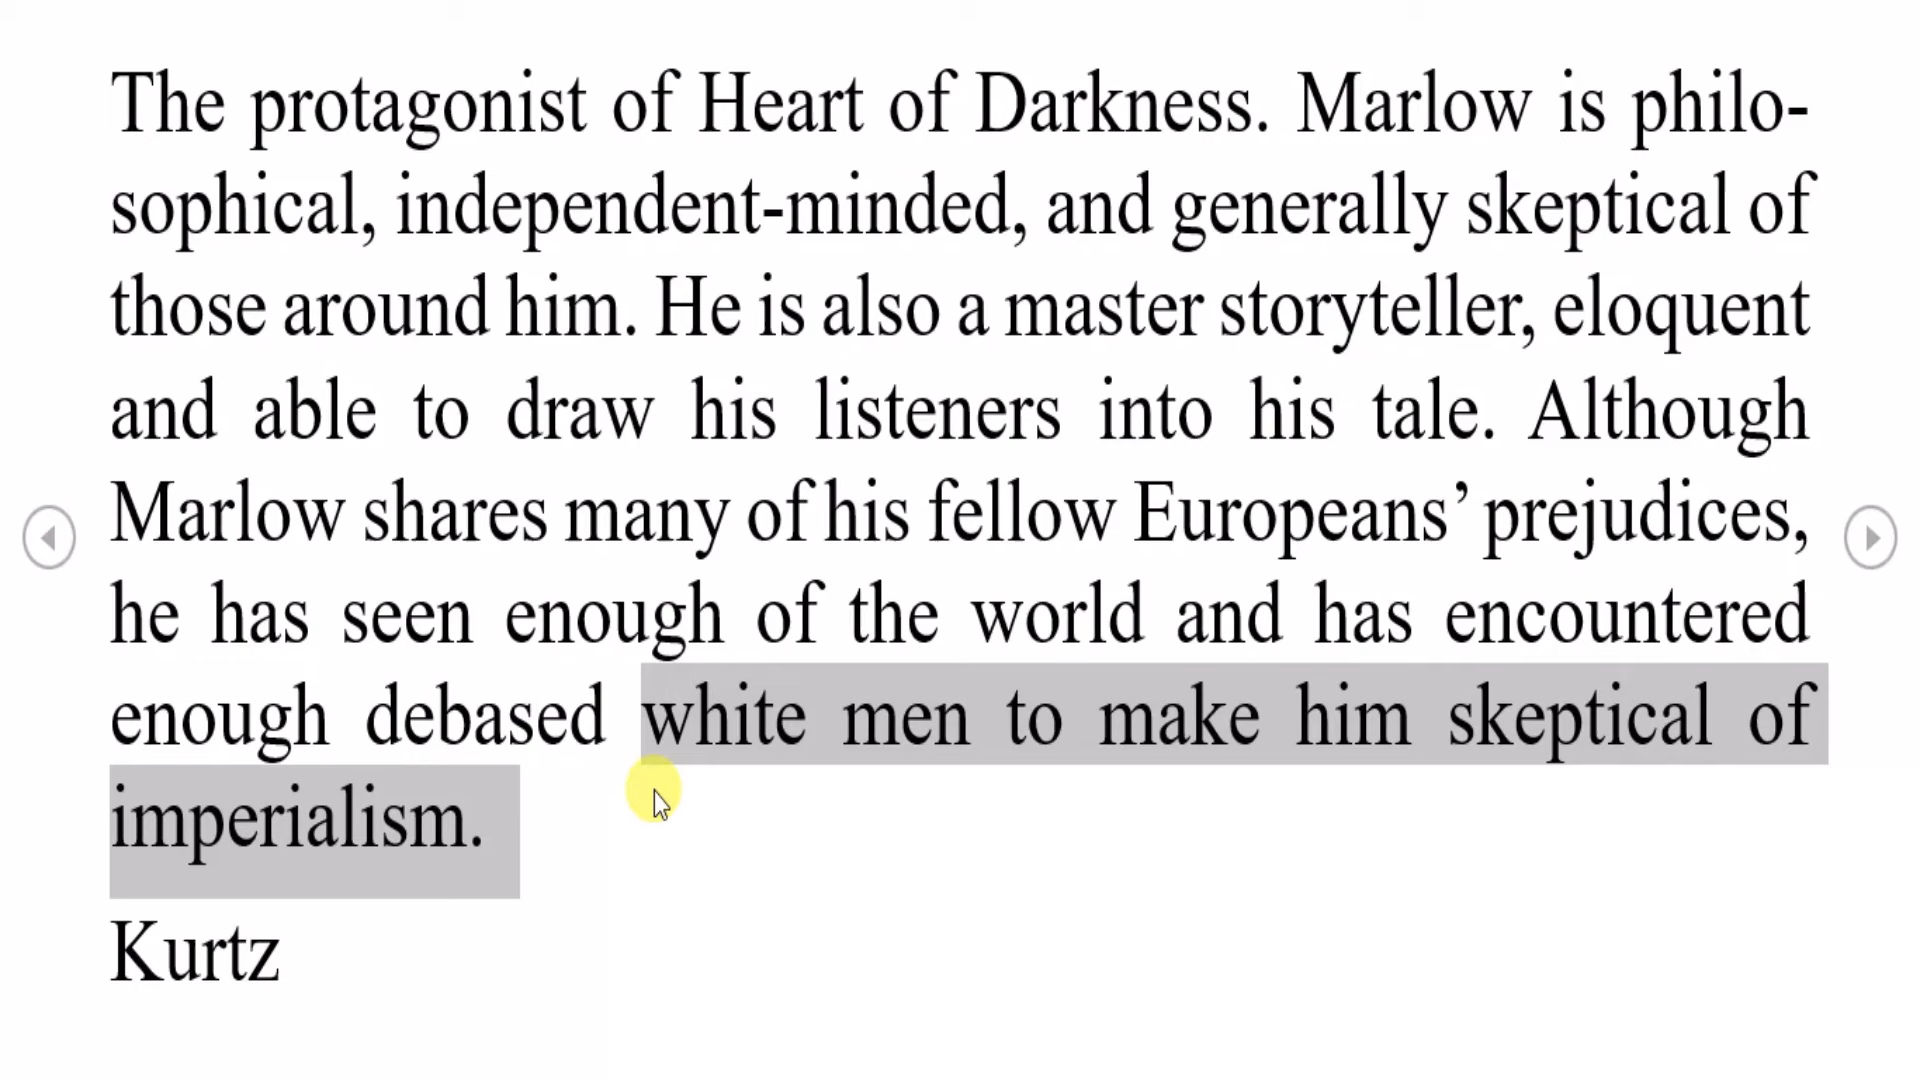 The protagonist of Heart of Darkness. Marlow is philo-
sophical, independent-minded, and generally skeptical of
those around him. He is also a master storyteller, eloquent
and able to draw his listeners into his tale. Although
Marlow shares many of his fellow Europeans’ prejudices,
he has seen enough of the world and has encountered
enough debased white men to make him skeptical of
imperialism.
Kurtz